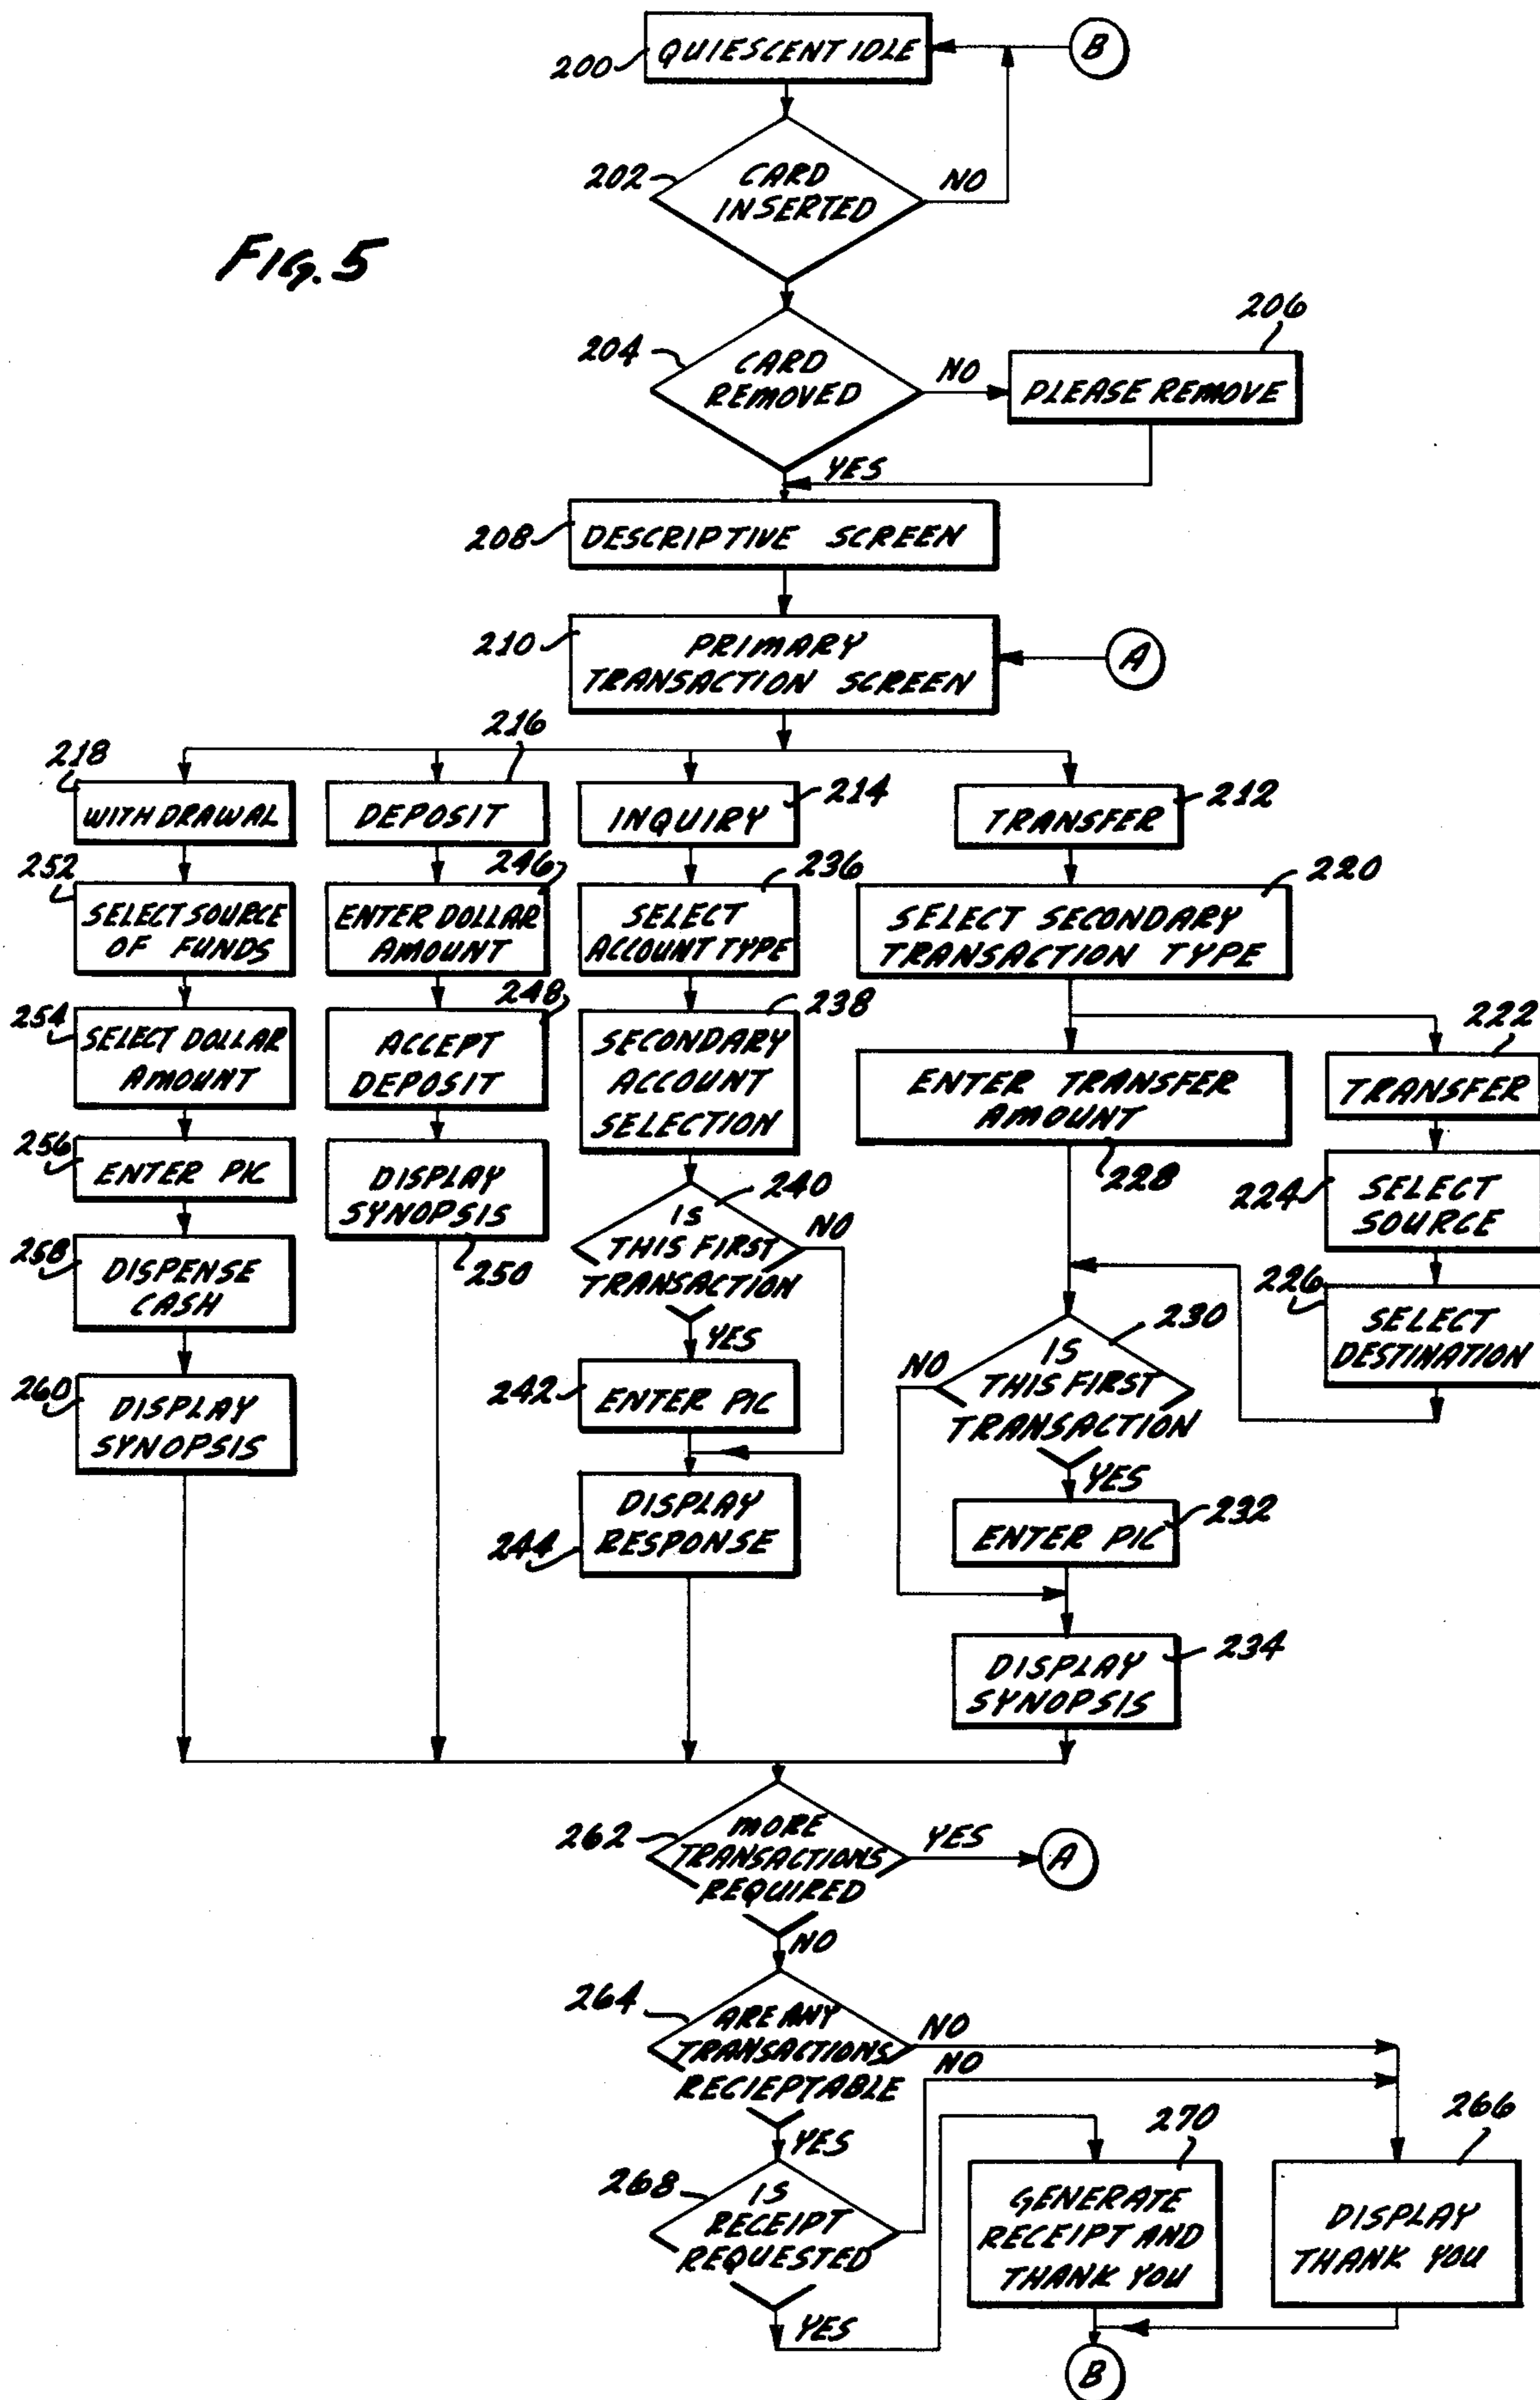 200
QUIESCENT IDLE
B
202
CARD
INSERTED
NO
FIG. 5
204
CARD
REMOVED
NO
206
PLEASE REMOVE
YES
208
DESCRIPTIVE SCREEN
210
PRIMARY
TRANSACTION SCREEN
A
218
WITHDRAWAL
216
DEPOSIT
INQUIRY
214
TRANSFER
212
252
SELECT SOURCE
OF FUNDS
246
ENTER DOLLAR
AMOUNT
236
SELECT
ACCOUNT TYPE
220
SELECT SECONDARY
TRANSACTION TYPE
254
SELECT DOLLAR
AMOUNT
248
ACCEPT
DEPOSIT
238
SECONDARY
ACCOUNT
SELECTION
ENTER TRANSFER
AMOUNT
228
222
TRANSFER
256
ENTER PIC
DISPLAY
SYNOPSIS
250
240
IS
THIS FIRST
TRANSACTION
NO
YES
224
SELECT
SOURCE
258
DISPENSE
CASH
226
SELECT
DESTINATION
230
IS
THIS FIRST
TRANSACTION
NO
YES
260
DISPLAY
SYNOPSIS
242
ENTER PIC
244
DISPLAY
RESPONSE
ENTER PIC
232
DISPLAY
SYNOPSIS
234
262
MORE
TRANSACTIONS
REQUIRED
YES
A
NO
264
ARE ANY
TRANSACTIONS
RECIEPTABLE
NO
NO
YES
268
IS
RECEIPT
REQUESTED
YES
270
GENERATE
RECEIPT AND
THANK YOU
266
DISPLAY
THANK YOU
B